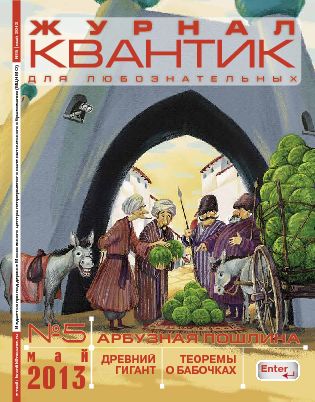 ЖУРНАЛ
КВАНТИК
ДЛЯ ЛЮБОЗНАТЕЛЬНЫХ
№5
АРБУЗНАЯ ПОШЛИНА
МАЙ
2013
ДРЕВНИЙ
ГИГАНТ
ТЕОРЕМЫ
О БАБОЧКАХ
Enter